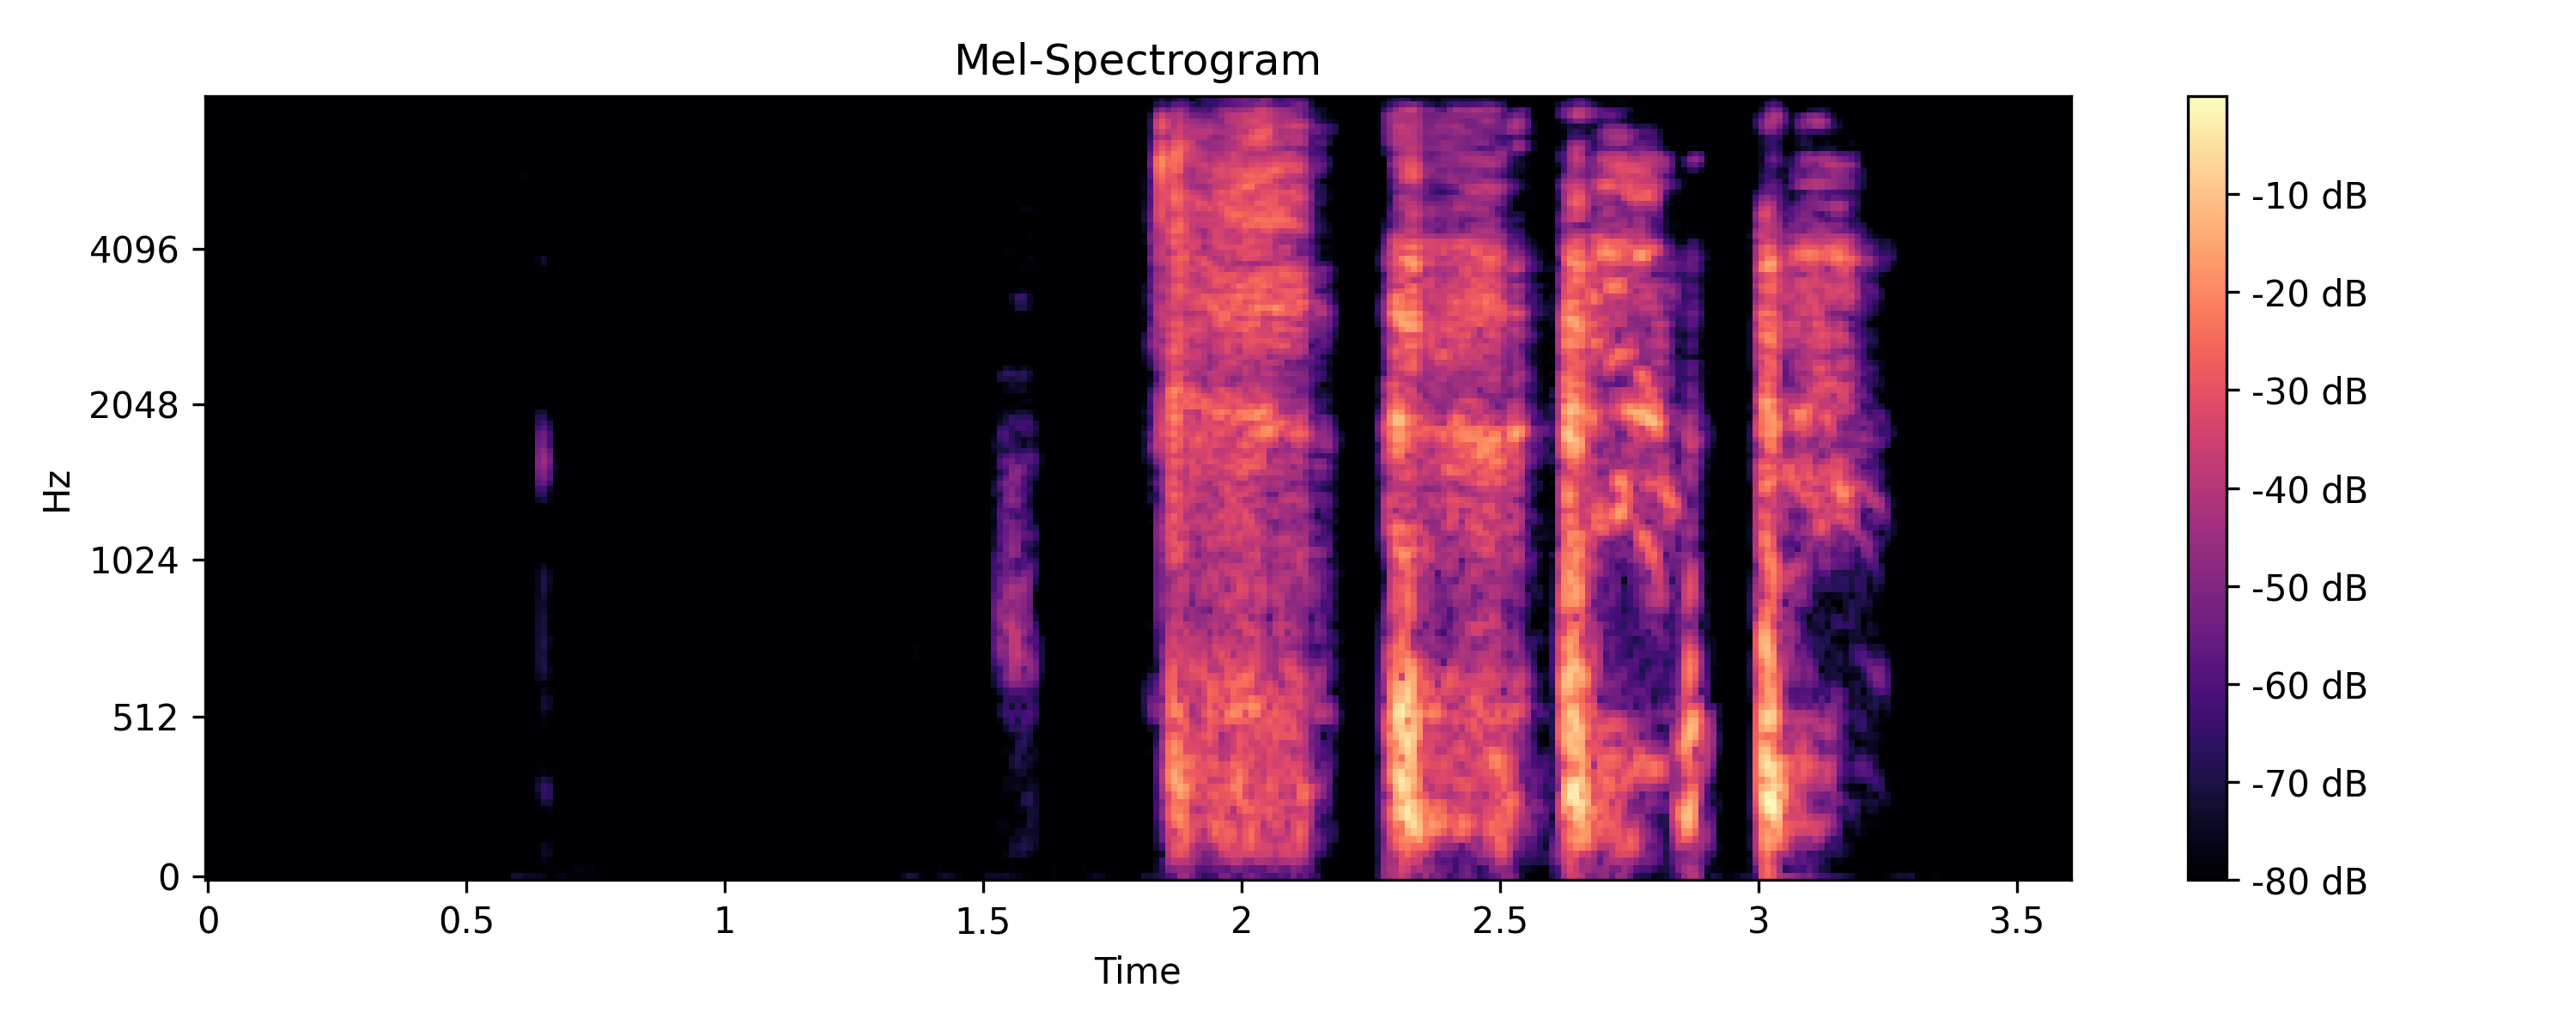 Mel-Spectrogram
Hz
4096
2048
1024
512
0
0 0.5 1 1.5 2 2.5 3 3.5
Time
-10 dB
-20 dB
-30 dB
-40 dB
-50 dB
-60 dB
-70 dB
-80 dB